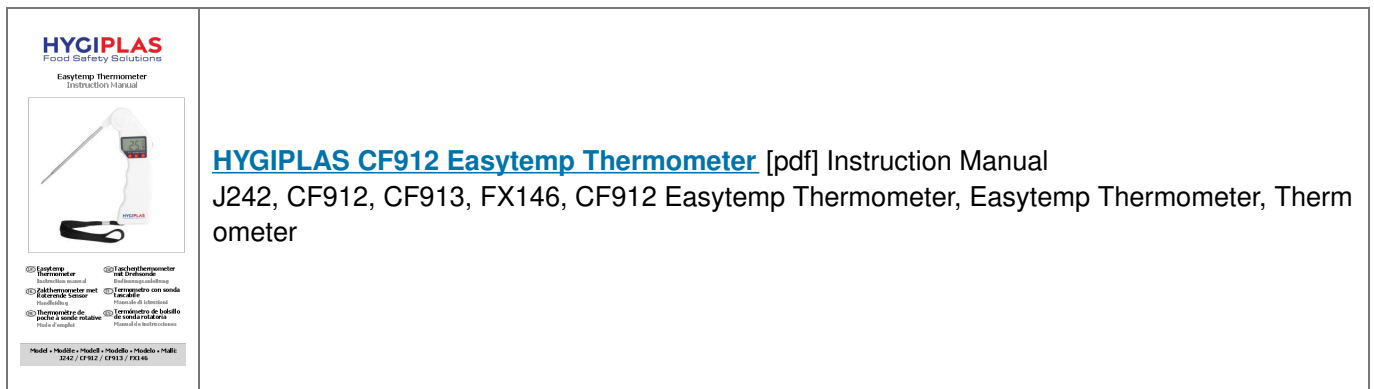 HYGIPLAS
Food Safety Solutions
Easytemp Thermometer
Instruction Manual
HYGIPLAS
Easytemp
Thermometer
Instruction manual
Zakthermometer met
Roterende Sensor
Handleiding
Thermomètre de
poche à sonde rotative
Mode d'emploi
Taschenthermometer
mit Drehsonde
Bedienungsanleitung
Termometro con sonda
tascabile
Manuale di istruzioni
Termómetro de bolsillo
de sonda rotatoria
Manual de instrucciones
Model • Modèle • Modell • Modello • Modelo • Malli:
J242 / CF912 / CF913 / FX146
HYGIPLAS CF912 Easytemp Thermometer [pdf] Instruction Manual
J242, CF912, CF913, FX146, CF912 Easytemp Thermometer, Easytemp Thermometer, Therm
ometer